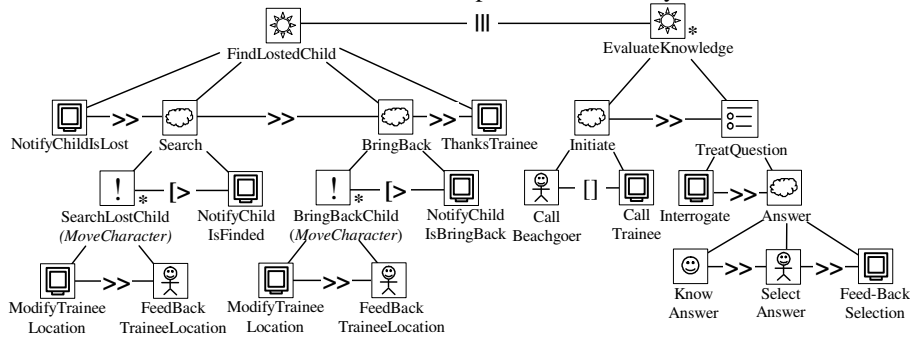 |||
*
FindLostedChild
EvaluateKnowledge
>> >> >> >>
NotifyChildIsLost Search BringBack ThanksTrainee Initiate TreatQuestion
! * [> ! * [> [] >>
SearchLostChild NotifyChild BringBackChild NotifyChild Call Call Interrogate Answer
(MoveCharacter) IsFinded (MoveCharacter) IsBringBack Beachgoer Trainee
>> >> >> >>
ModifyTrainee FeedBack ModifyTrainee FeedBack Know Select Feed-Back
Location TraineeLocation Location TraineeLocation Answer Answer Selection